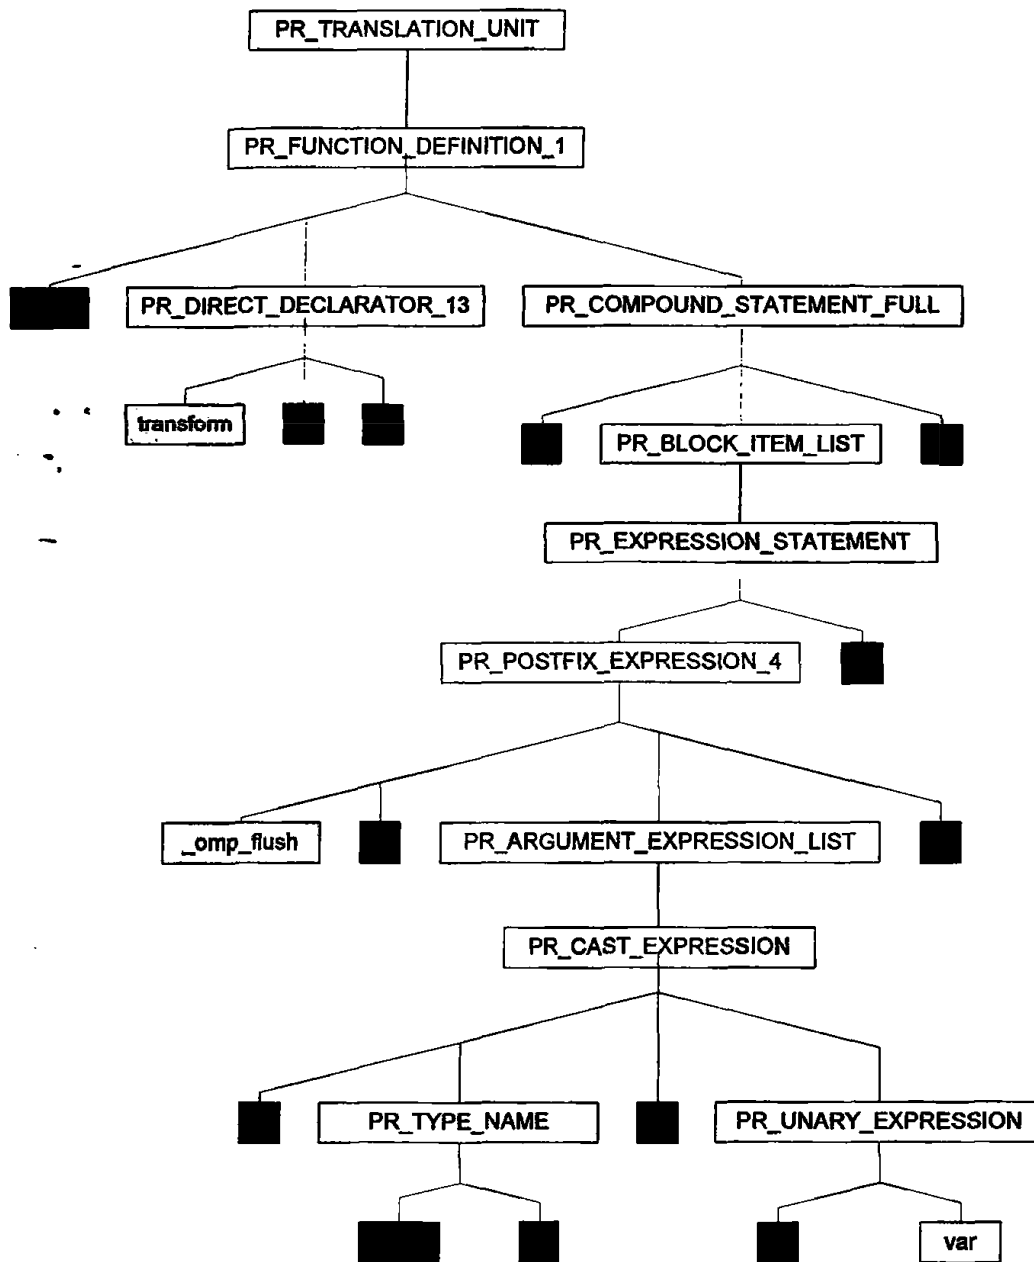 PR_TRANSLATION_UNIT
PR_FUNCTION_DEFINITION_1
PR_DIRECT_DECLARATOR_13
PR_COMPOUND_STATEMENT_FULL
transform
PR_BLOCK_ITEM_LIST
PR_EXPRESSION_STATEMENT
PR_POSTFIX_EXPRESSION_4
_omp_flush
PR_ARGUMENT_EXPRESSION_LIST
PR_CAST_EXPRESSION
PR_TYPE_NAME
PR_UNARY_EXPRESSION
var